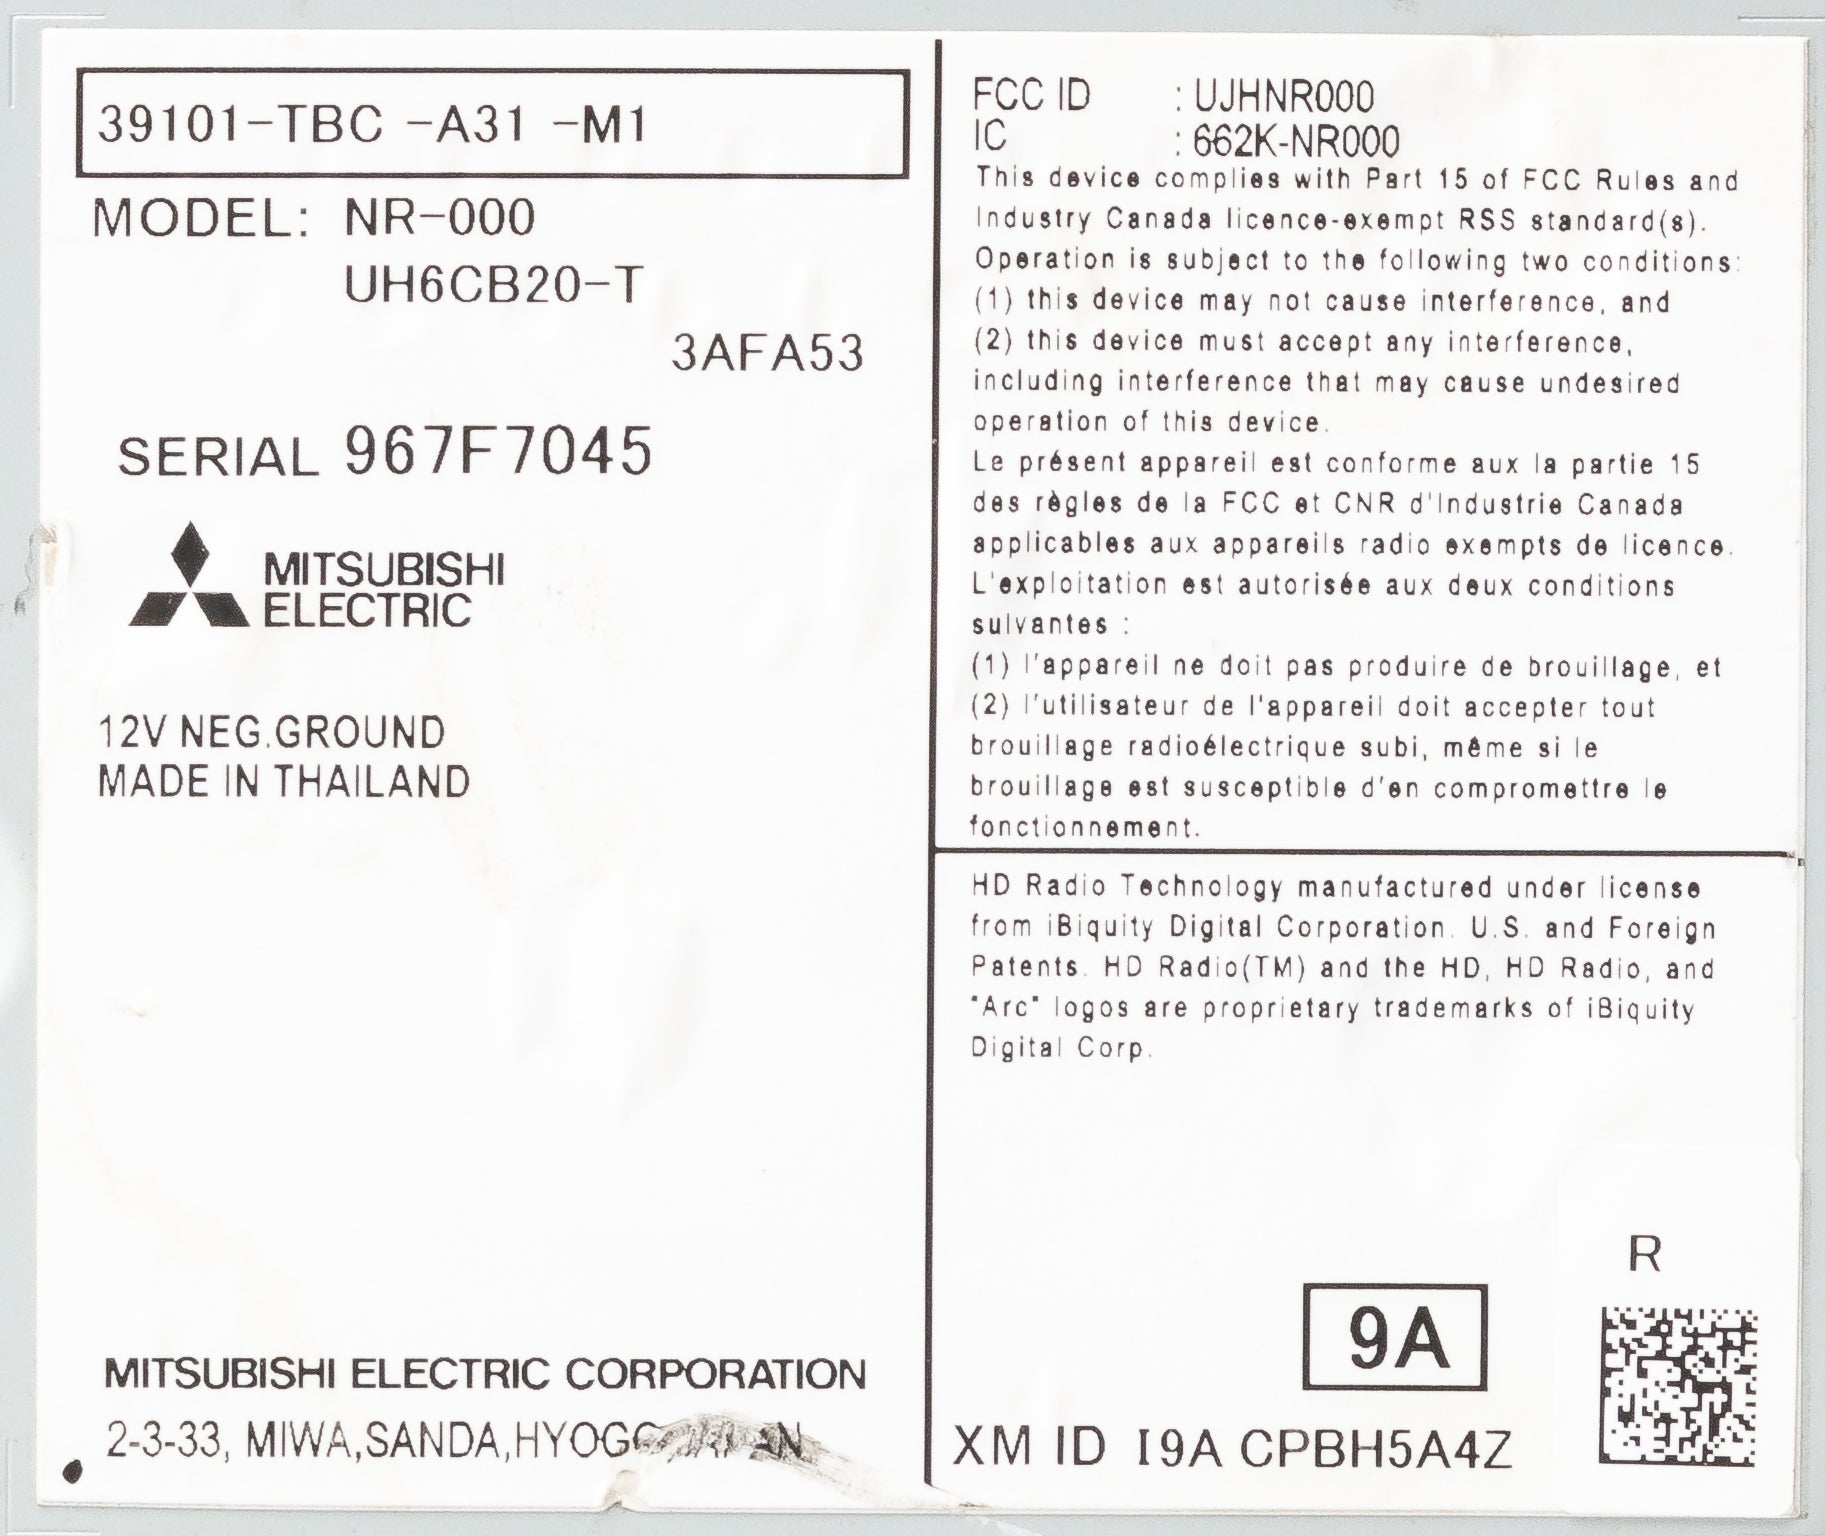 39101-TBC -A31 -M1
MODEL: NR-000
UH6CB20-T
3AFA53
SERIAL 967F7045
MITSUBISHI
ELECTRIC
12V NEG.GROUND
MADE IN THAILAND
MITSUBISHI ELECTRIC CORPORATION
2-3-33, MIWA,SANDA,HYOGO
FCC ID : UJHNR000
IC : 662K-NR000
This device complies with Part 15 of FCC Rules and
Industry Canada licence-exempt RSS standard(s).
Operation is subject to the following two conditions:
(1) this device may not cause interference, and
(2) this device must accept any interference,
including interference that may cause undesired
operation of this device.
Le présent appareil est conforme aux la partie 15
des règles de la FCC et CNR d'Industrie Canada
applicables aux appareils radio exempts de licence.
L'exploitation est autorisée aux deux conditions
suivantes :
(1) l'appareil ne doit pas produire de brouillage, et
(2) l'utilisateur de l'appareil doit accepter tout
brouillage radioélectrique subi, même si le
brouillage est susceptible d'en compromettre le
fonctionnement.
HD Radio Technology manufactured under license
from iBiquity Digital Corporation. U.S. and Foreign
Patents. HD Radio(TM) and the HD, HD Radio, and
"Arc" logos are proprietary trademarks of iBiquity
Digital Corp.
R
9A
XM ID I9A CPBH5A4Z